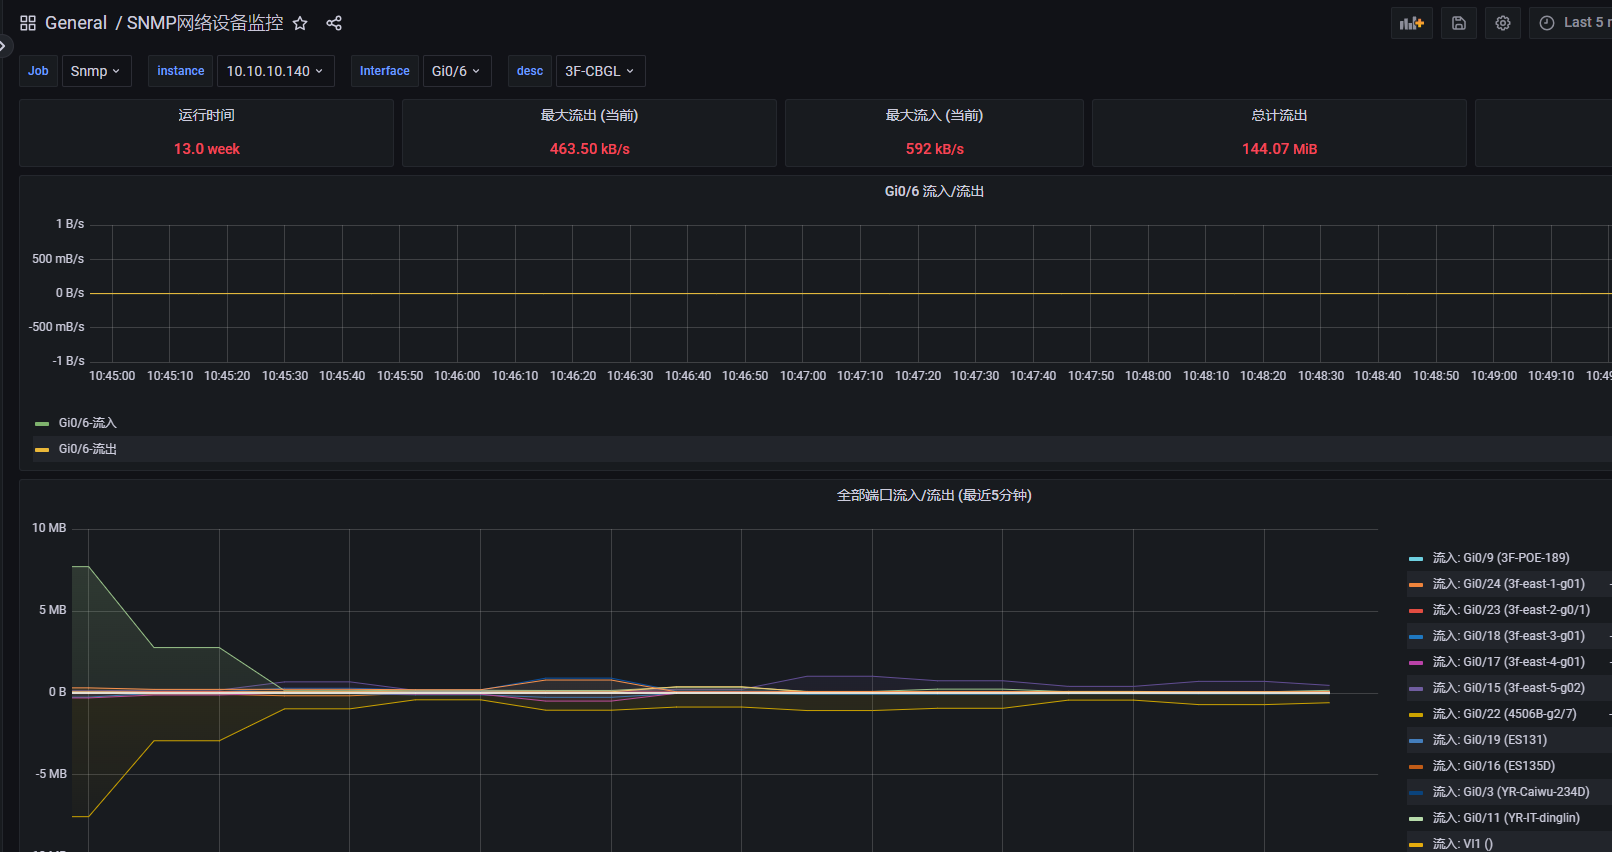 General / SNMP网络设备监控
Last 5 m
Job Snmp instance 10.10.10.140 Interface Gi0/6 desc 3F-CBGL
运行时间
13.0 week
最大流出 (当前)
463.50 kB/s
最大流入 (当前)
592 kB/s
总计流出
144.07 MiB
Gi0/6 流入/流出
1 B/s
500 mB/s
0 B/s
-500 mB/s
-1 B/s
10:45:00 10:45:10 10:45:20 10:45:30 10:45:40 10:45:50 10:46:00 10:46:10 10:46:20 10:46:30 10:46:40 10:46:50 10:47:00 10:47:10 10:47:20 10:47:30 10:47:40 10:47:50 10:48:00 10:48:10 10:48:20 10:48:30 10:48:40 10:48:50 10:49:00 10:49:10 10:49
Gi0/6-流入
Gi0/6-流出
全部端口流入/流出 (最近5分钟)
10 MB
5 MB
0 B
-5 MB
流入: Gi0/9 (3F-POE-189)
流入: Gi0/24 (3f-east-1-g01)
流入: Gi0/23 (3f-east-2-g0/1)
流入: Gi0/18 (3f-east-3-g01)
流入: Gi0/17 (3f-east-4-g01)
流入: Gi0/15 (3f-east-5-g02)
流入: Gi0/22 (4506B-g2/7)
流入: Gi0/19 (ES131)
流入: Gi0/16 (ES135D)
流入: Gi0/3 (YR-Caiwu-234D)
流入: Gi0/11 (YR-IT-dinglin)
流入: Vl1 ()